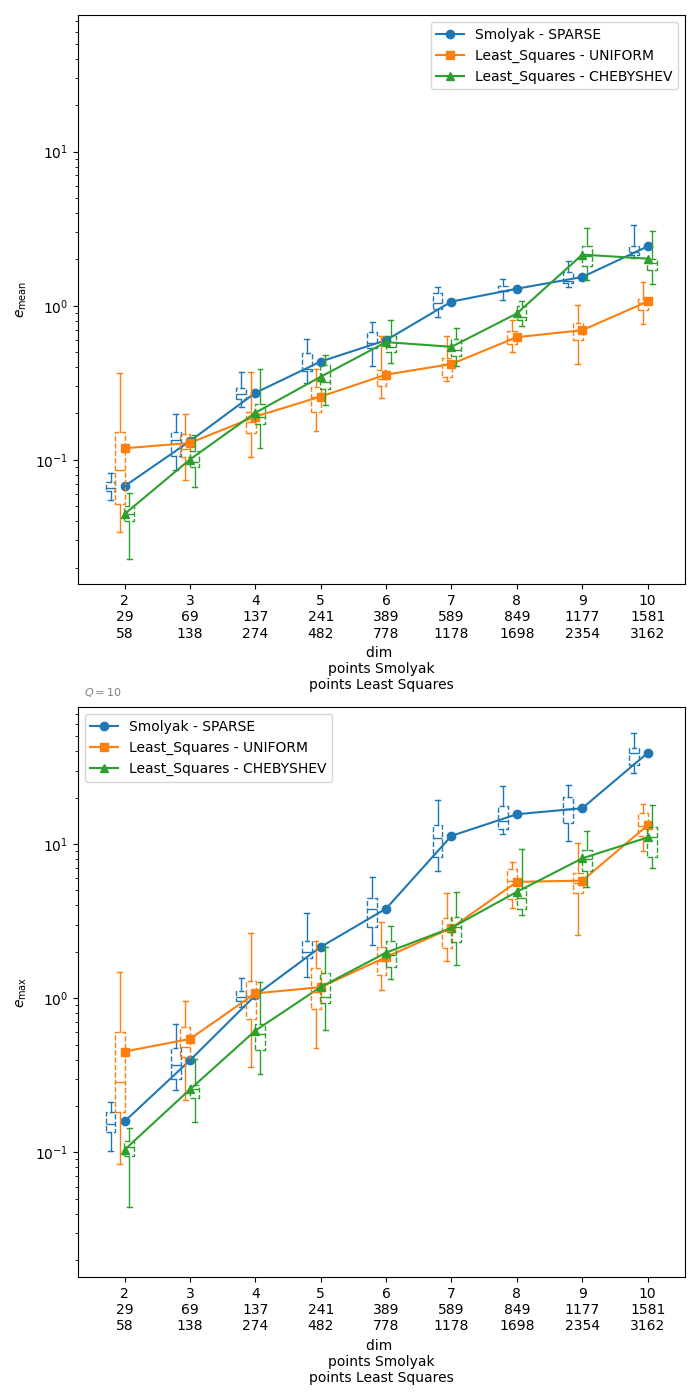 Smolyak - SPARSE
Least_Squares - UNIFORM
Least_Squares - CHEBYSHEV
10¹
10⁰
10⁻¹
e_mean
2 3 4 5 6 7 8 9 10
29 69 137 241 389 589 849 1177 1581
58 138 274 482 778 1178 1698 2354 3162
dim
points Smolyak
points Least Squares
Q = 10
Smolyak - SPARSE
Least_Squares - UNIFORM
Least_Squares - CHEBYSHEV
10¹
10⁰
10⁻¹
e_max
2 3 4 5 6 7 8 9 10
29 69 137 241 389 589 849 1177 1581
58 138 274 482 778 1178 1698 2354 3162
dim
points Smolyak
points Least Squares